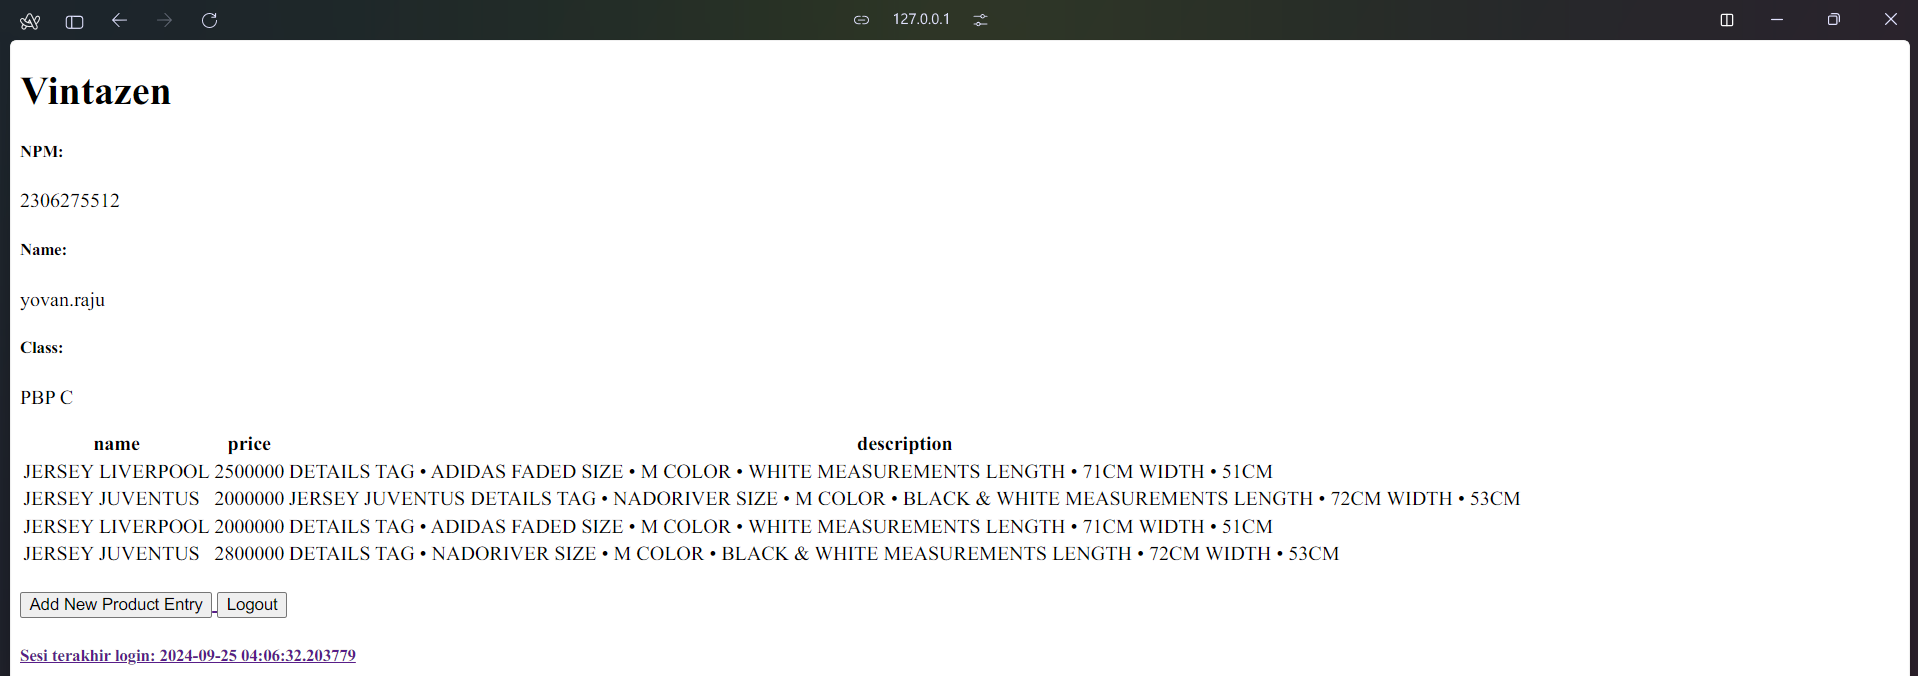 127.0.0.1
Vintazen
NPM:
2306275512
Name:
yovan.raju
Class:
PBP C
name price description
JERSEY LIVERPOOL 2500000 DETAILS TAG • ADIDAS FADED SIZE • M COLOR • WHITE MEASUREMENTS LENGTH • 71CM WIDTH • 51CM
JERSEY JUVENTUS 2000000 JERSEY JUVENTUS DETAILS TAG • NADORIVER SIZE • M COLOR • BLACK & WHITE MEASUREMENTS LENGTH • 72CM WIDTH • 53CM
JERSEY LIVERPOOL 2000000 DETAILS TAG • ADIDAS FADED SIZE • M COLOR • WHITE MEASUREMENTS LENGTH • 71CM WIDTH • 51CM
JERSEY JUVENTUS 2800000 DETAILS TAG • NADORIVER SIZE • M COLOR • BLACK & WHITE MEASUREMENTS LENGTH • 72CM WIDTH • 53CM
Add New Product Entry Logout
Sesi terakhir login: 2024-09-25 04:06:32.203779